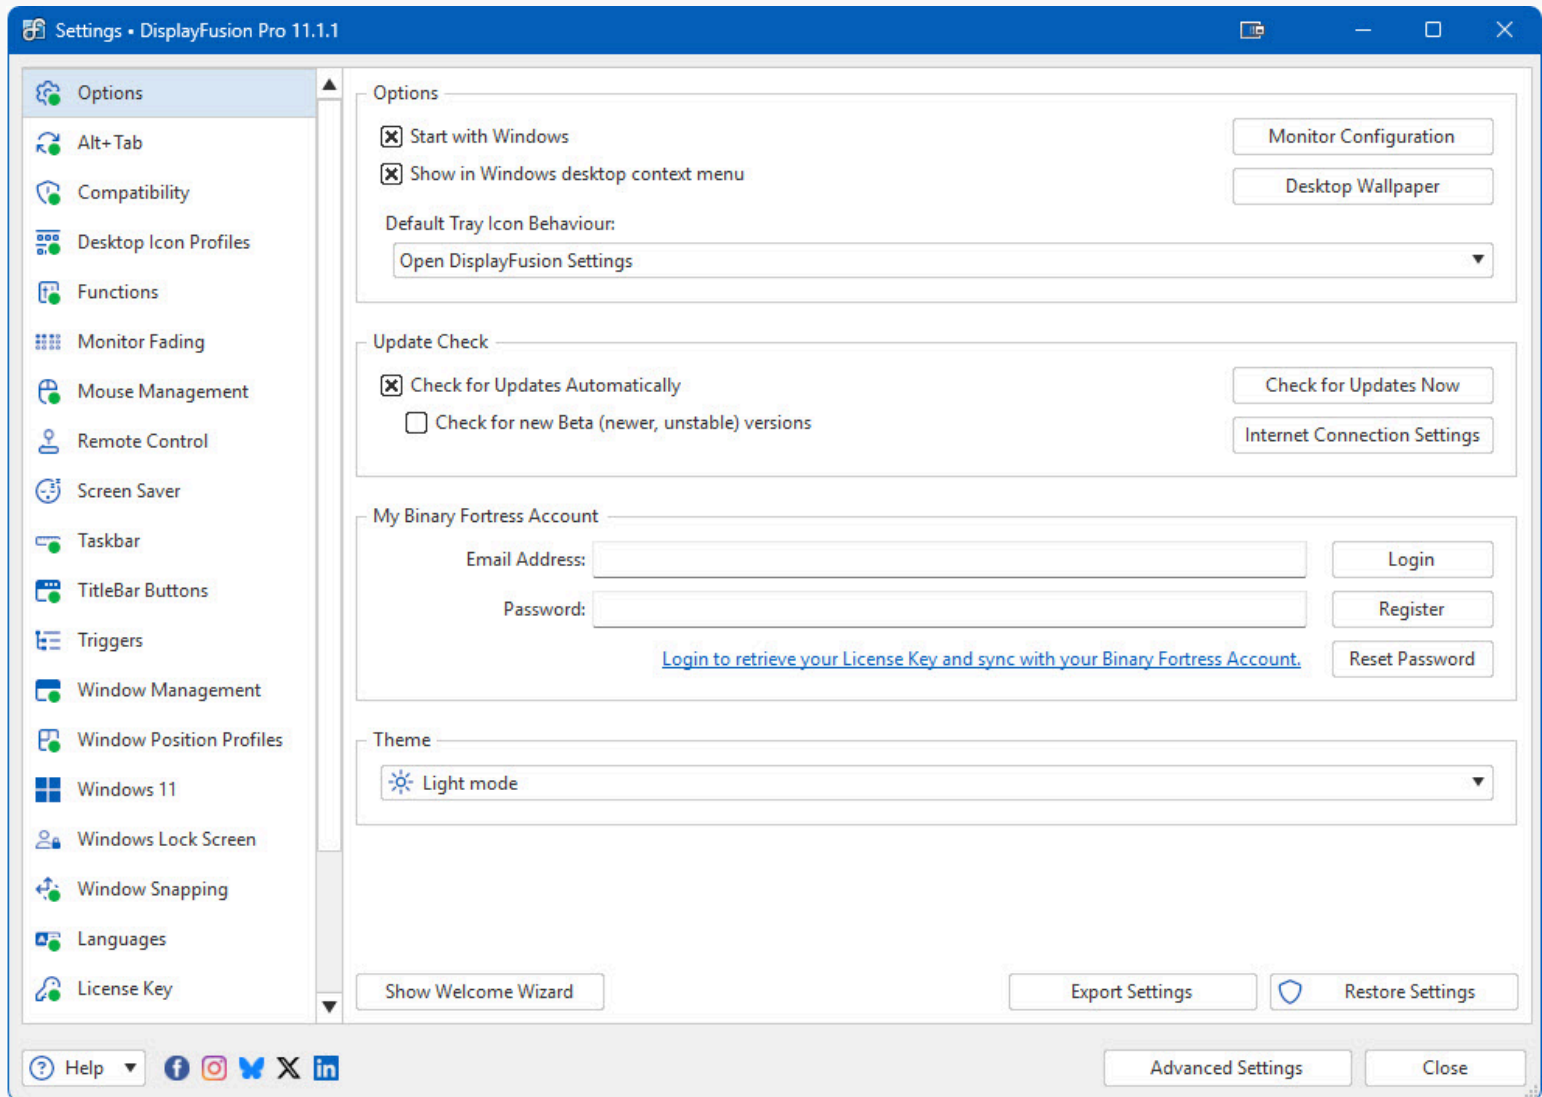 Settings • DisplayFusion Pro 11.1.1
Options
Alt+Tab
Compatibility
Desktop Icon Profiles
Functions
Monitor Fading
Mouse Management
Remote Control
Screen Saver
Taskbar
TitleBar Buttons
Triggers
Window Management
Window Position Profiles
Windows 11
Windows Lock Screen
Window Snapping
Languages
License Key
Options
Start with Windows
Monitor Configuration
Show in Windows desktop context menu
Desktop Wallpaper
Default Tray Icon Behaviour:
Open DisplayFusion Settings
Update Check
Check for Updates Automatically
Check for Updates Now
Check for new Beta (newer, unstable) versions
Internet Connection Settings
My Binary Fortress Account
Email Address:
Login
Password:
Register
Login to retrieve your License Key and sync with your Binary Fortress Account.
Reset Password
Theme
Light mode
Show Welcome Wizard
Export Settings
Restore Settings
Help
Advanced Settings
Close